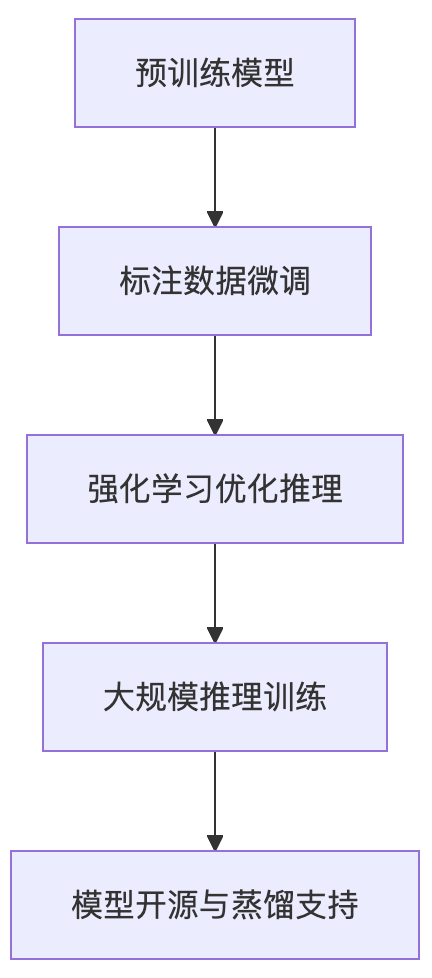 预训练模型
标注数据微调
强化学习优化推理
大规模推理训练
模型开源与蒸馏支持